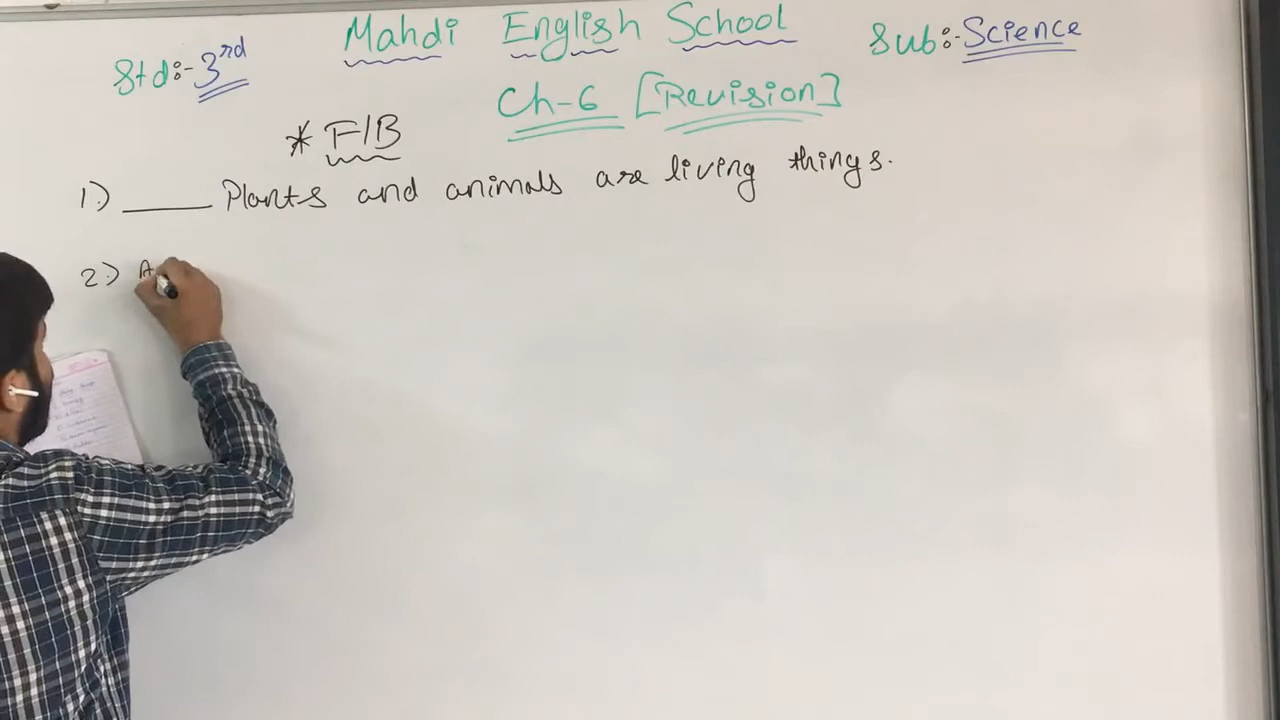 Mahdi English School
Std:- 3rd
Sub:- Science
Ch-6 [Revision]
* F/B
1.) ____ Plants and animals are living things.
2.) A